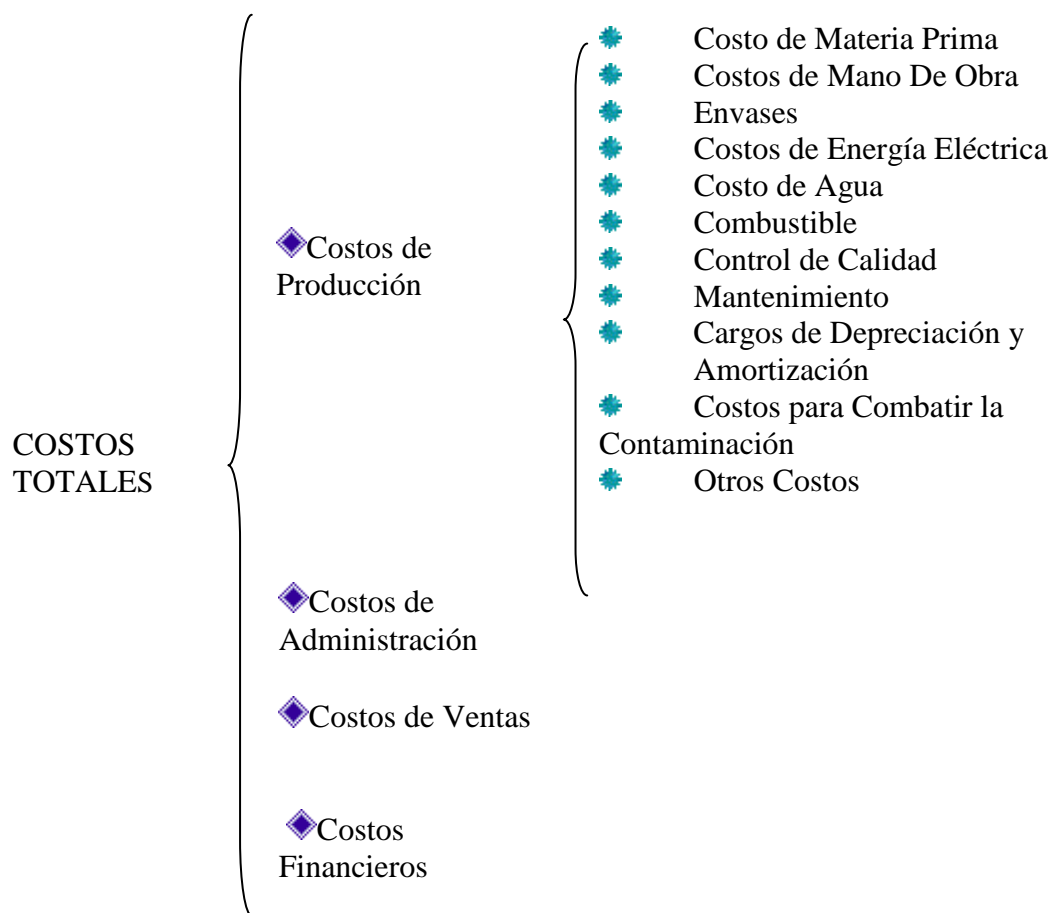 COSTOS
TOTALES
Costos de
Producción
Costo de Materia Prima
Costos de Mano De Obra
Envases
Costos de Energía Eléctrica
Costo de Agua
Combustible
Control de Calidad
Mantenimiento
Cargos de Depreciación y
Amortización
Costos para Combatir la
Contaminación
Otros Costos
Costos de
Administración
Costos de Ventas
Costos
Financieros